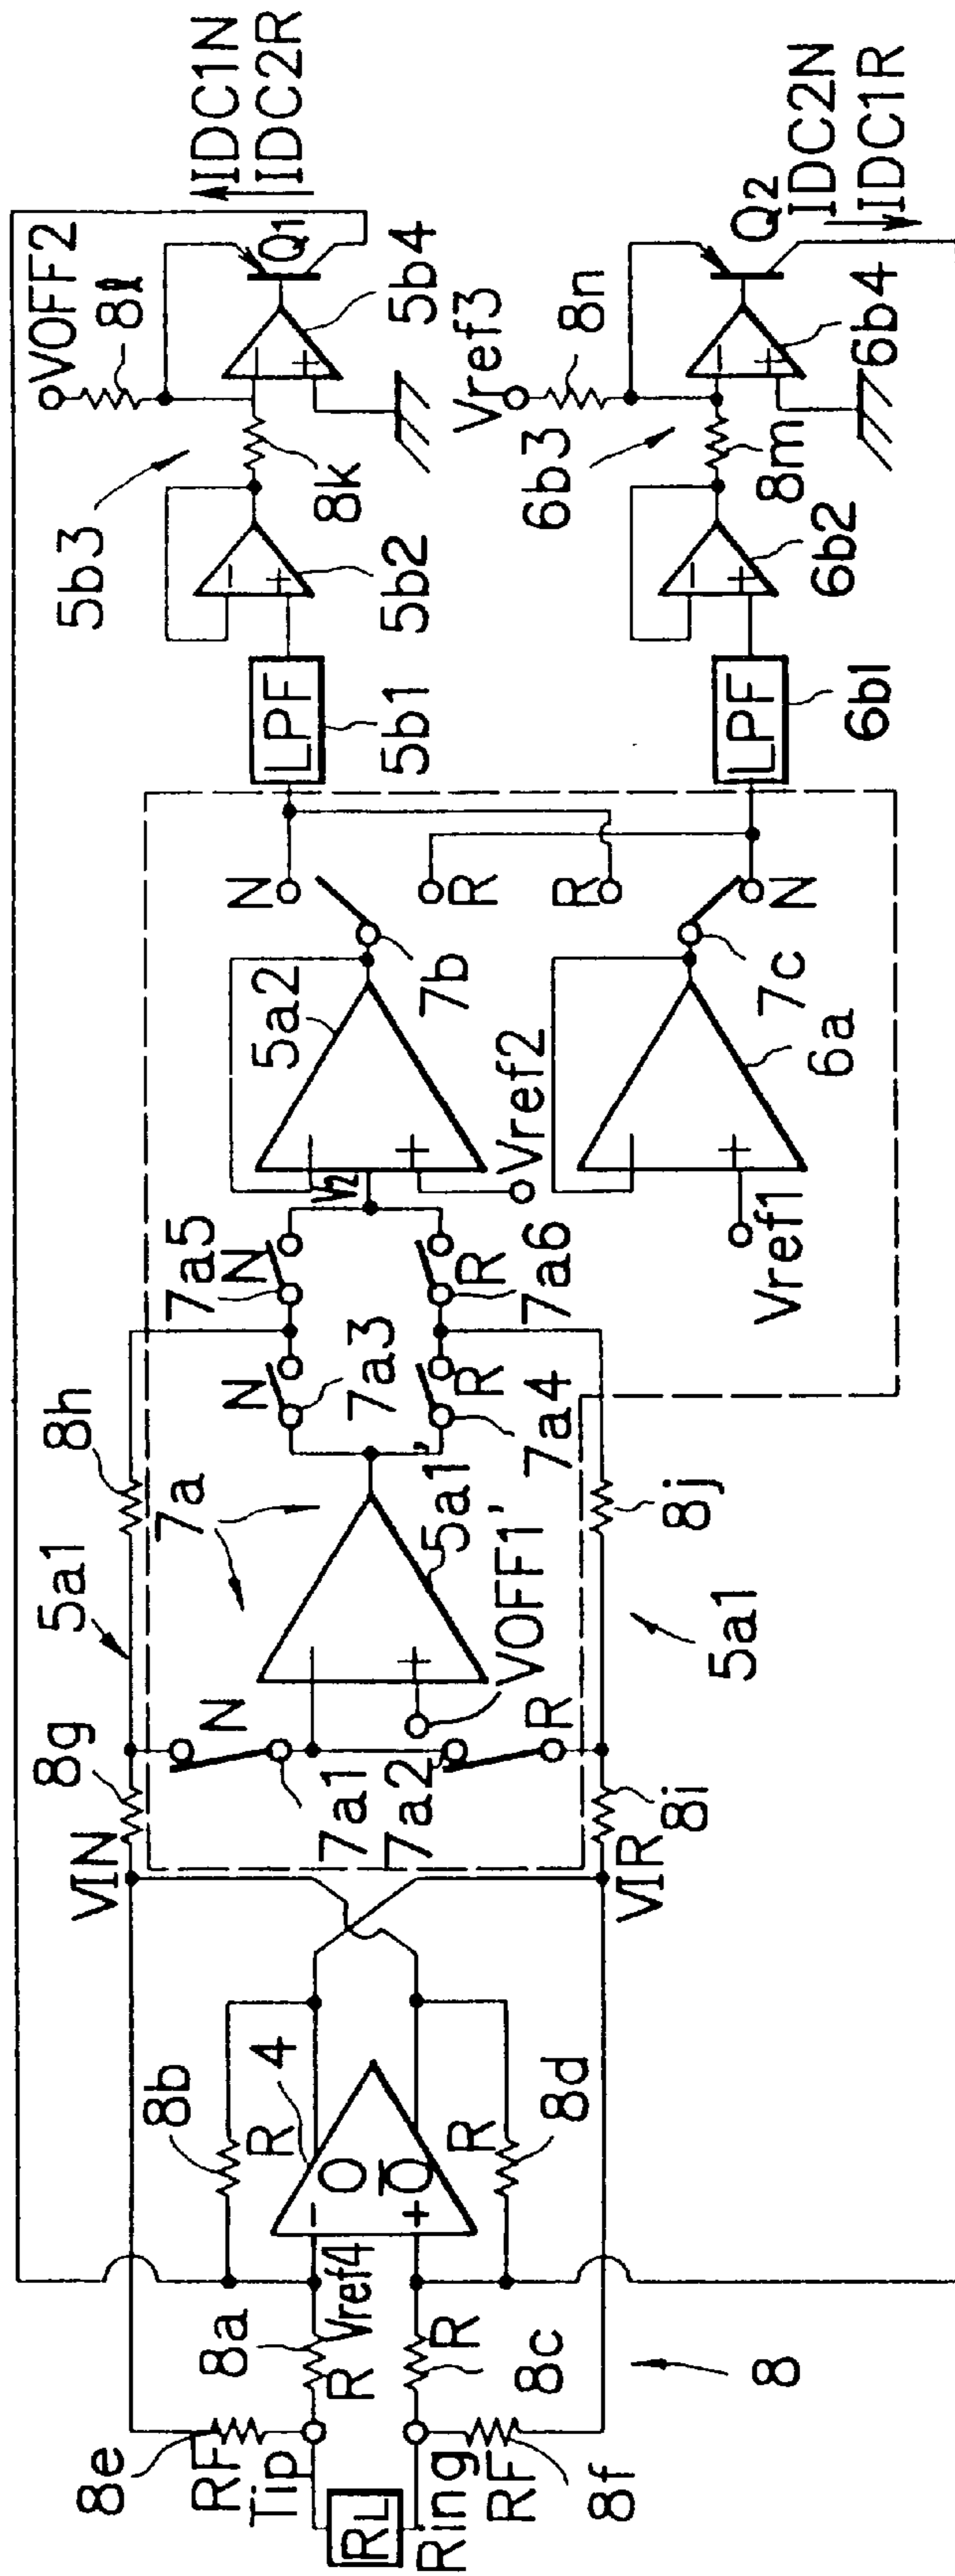 8e
RF
Tip
RL
Ring
RF
8f
8
8a
R
Vref4
R
8c
8b
R
4
−
+
O
O̅
R
8d
VIN
8g
VIR
8i
5a1
8h
7a
N
7a1
7a2
R
−
+
VOFF1'
5a1'
N
7a3
R
7a4
7a5
N
R
7a6
8j
5a1
V2
−
+
5a2
Vref2
7b
N
R
R
N
7c
−
+
Vref1
6a
LPF
5b1
LPF
6b1
5b3
−
+
5b2
8k
VOFF2
8ℓ
−
+
5b4
Q1
IDC1N
IDC2R
6b3
−
+
6b2
8m
Vref3
8n
−
+
6b4
Q2
IDC2N
IDC1R